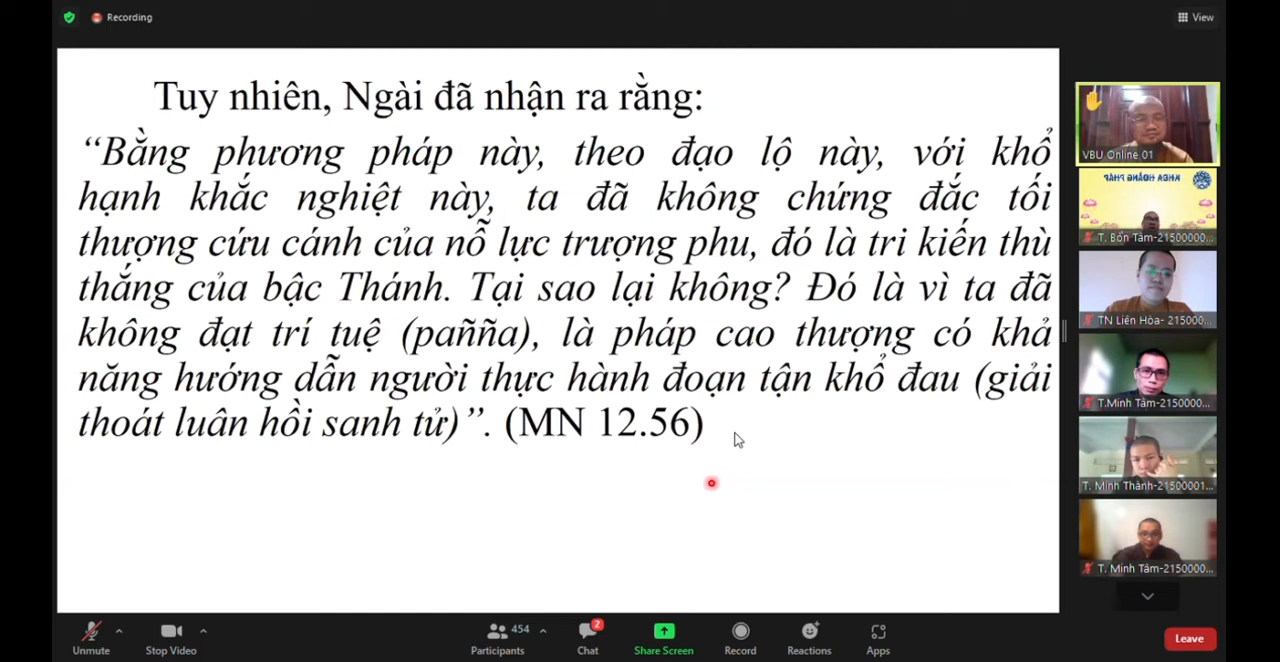 Recording
View
Tuy nhiên, Ngài đã nhận ra rằng:
“Bằng phương pháp này, theo đạo lộ này, với khổ
hạnh khắc nghiệt này, ta đã không chứng đắc tối
thượng cứu cánh của nỗ lực trượng phu, đó là tri kiến thù
thắng của bậc Thánh. Tại sao lại không? Đó là vì ta đã
không đạt trí tuệ (pañña), là pháp cao thượng có khả
năng hướng dẫn người thực hành đoạn tận khổ đau (giải
thoát luân hồi sanh tử)”. (MN 12.56)
VBU Online 01
KHOA HOẰNG PHÁP
T. Bổn Tâm-21500000...
TN Liên Hòa- 215000...
T.Minh Tâm-2150000...
T. Minh Thành-21500001...
T. Minh Tâm-2150000...
Unmute
Stop Video
454
Participants
2
Chat
Share Screen
Record
Reactions
Apps
Leave